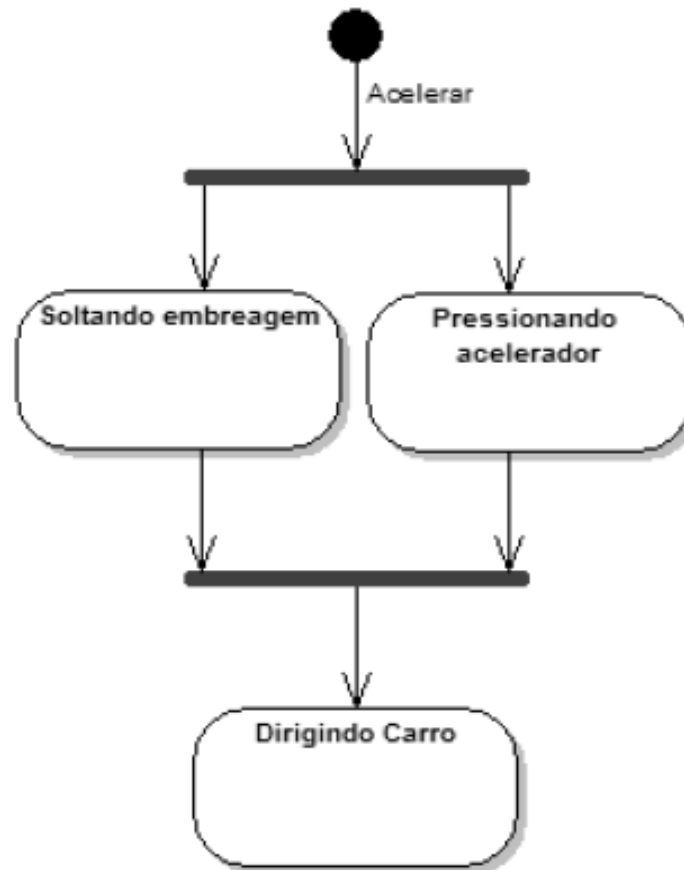 Acelerar
Soltando embreagem
Pressionando
acelerador
Dirigindo Carro